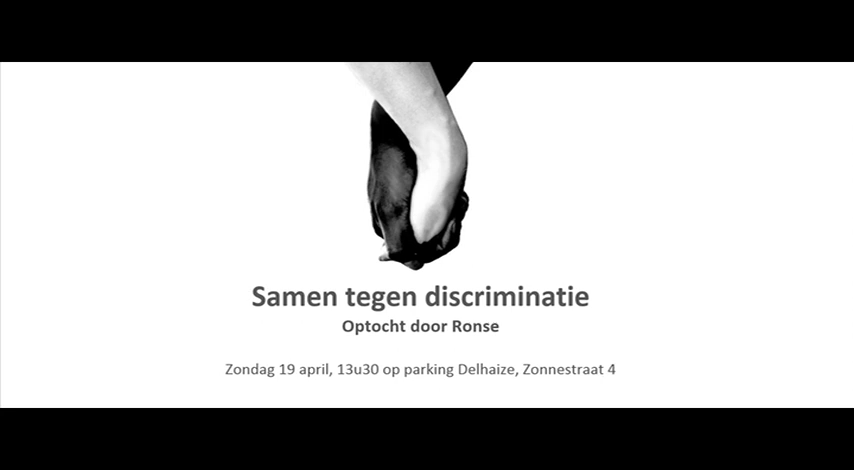 Samen tegen discriminatie
Optocht door Ronse
Zondag 19 april, 13u30 op parking Delhaize, Zonnestraat 4